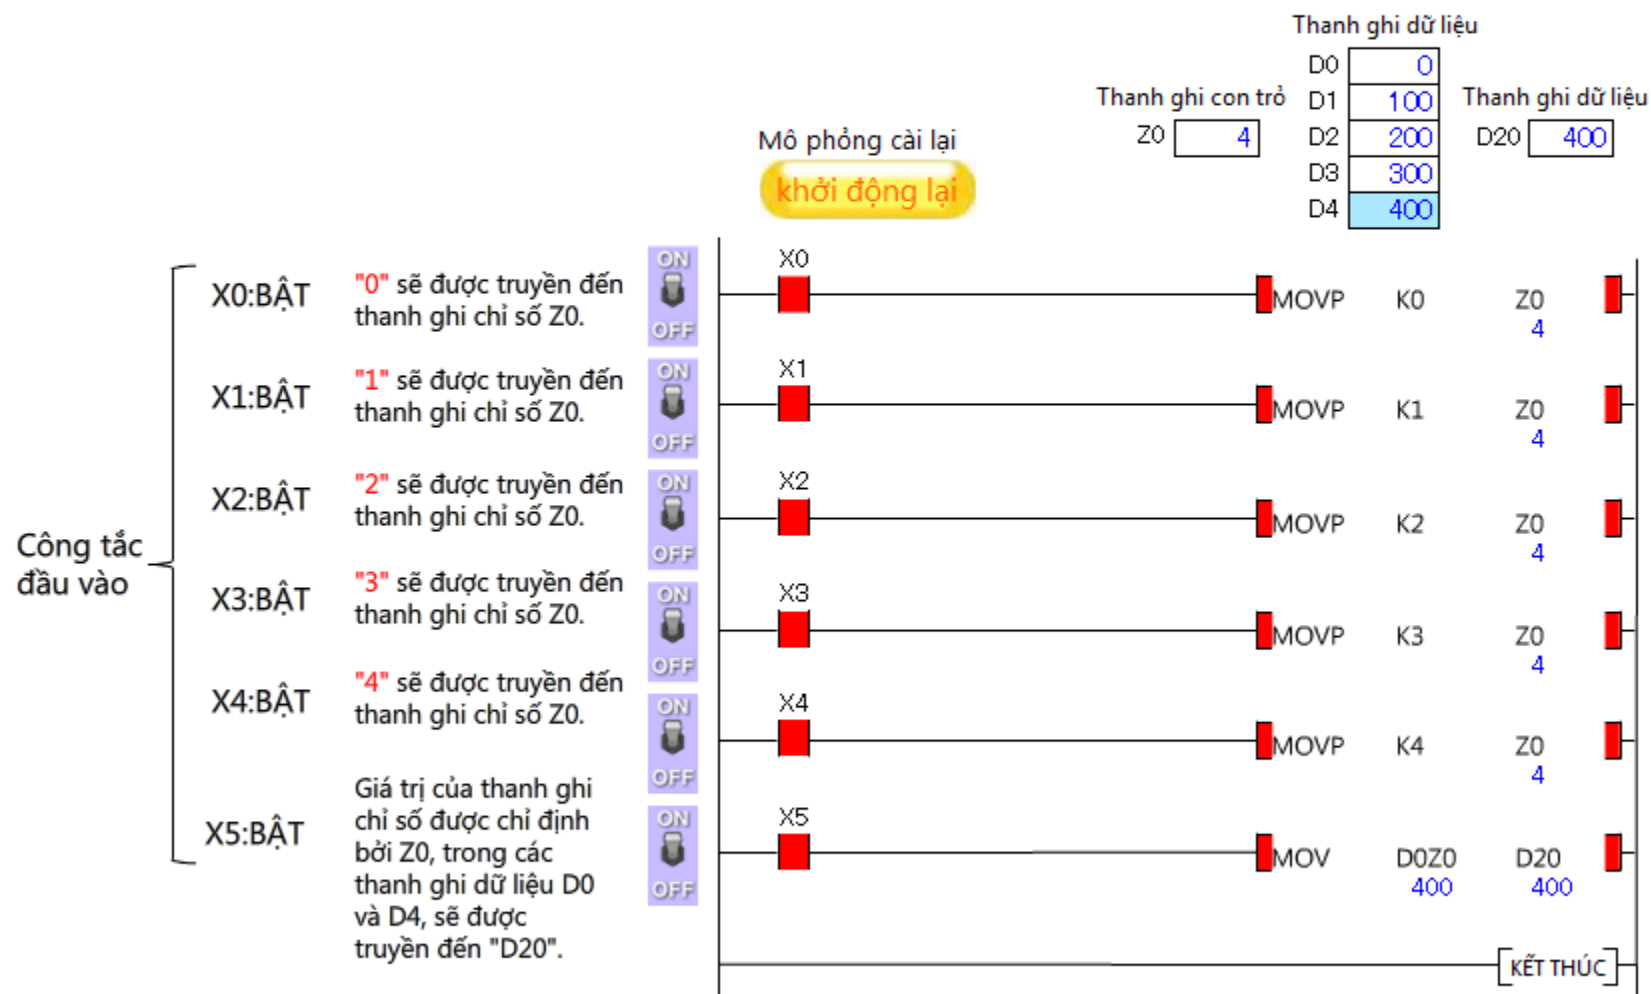 Thanh ghi dữ liệu
D0 0
Thanh ghi con trỏ D1 100 Thanh ghi dữ liệu
Z0 4 D2 200 D20 400
D3 300
D4 400
Mô phỏng cài lại
khởi động lại
Công tắc
đầu vào
X0:BẬT
"0" sẽ được truyền đến
thanh ghi chỉ số Z0.
ON
OFF
X0
MOVP K0 Z0
4
X1:BẬT
"1" sẽ được truyền đến
thanh ghi chỉ số Z0.
ON
OFF
X1
MOVP K1 Z0
4
X2:BẬT
"2" sẽ được truyền đến
thanh ghi chỉ số Z0.
ON
OFF
X2
MOVP K2 Z0
4
X3:BẬT
"3" sẽ được truyền đến
thanh ghi chỉ số Z0.
ON
OFF
X3
MOVP K3 Z0
4
X4:BẬT
"4" sẽ được truyền đến
thanh ghi chỉ số Z0.
ON
OFF
X4
MOVP K4 Z0
4
X5:BẬT
Giá trị của thanh ghi
chỉ số được chỉ định
bởi Z0, trong các
thanh ghi dữ liệu D0
và D4, sẽ được
truyền đến "D20".
ON
OFF
X5
MOV D0Z0 D20
400 400
KẾT THÚC